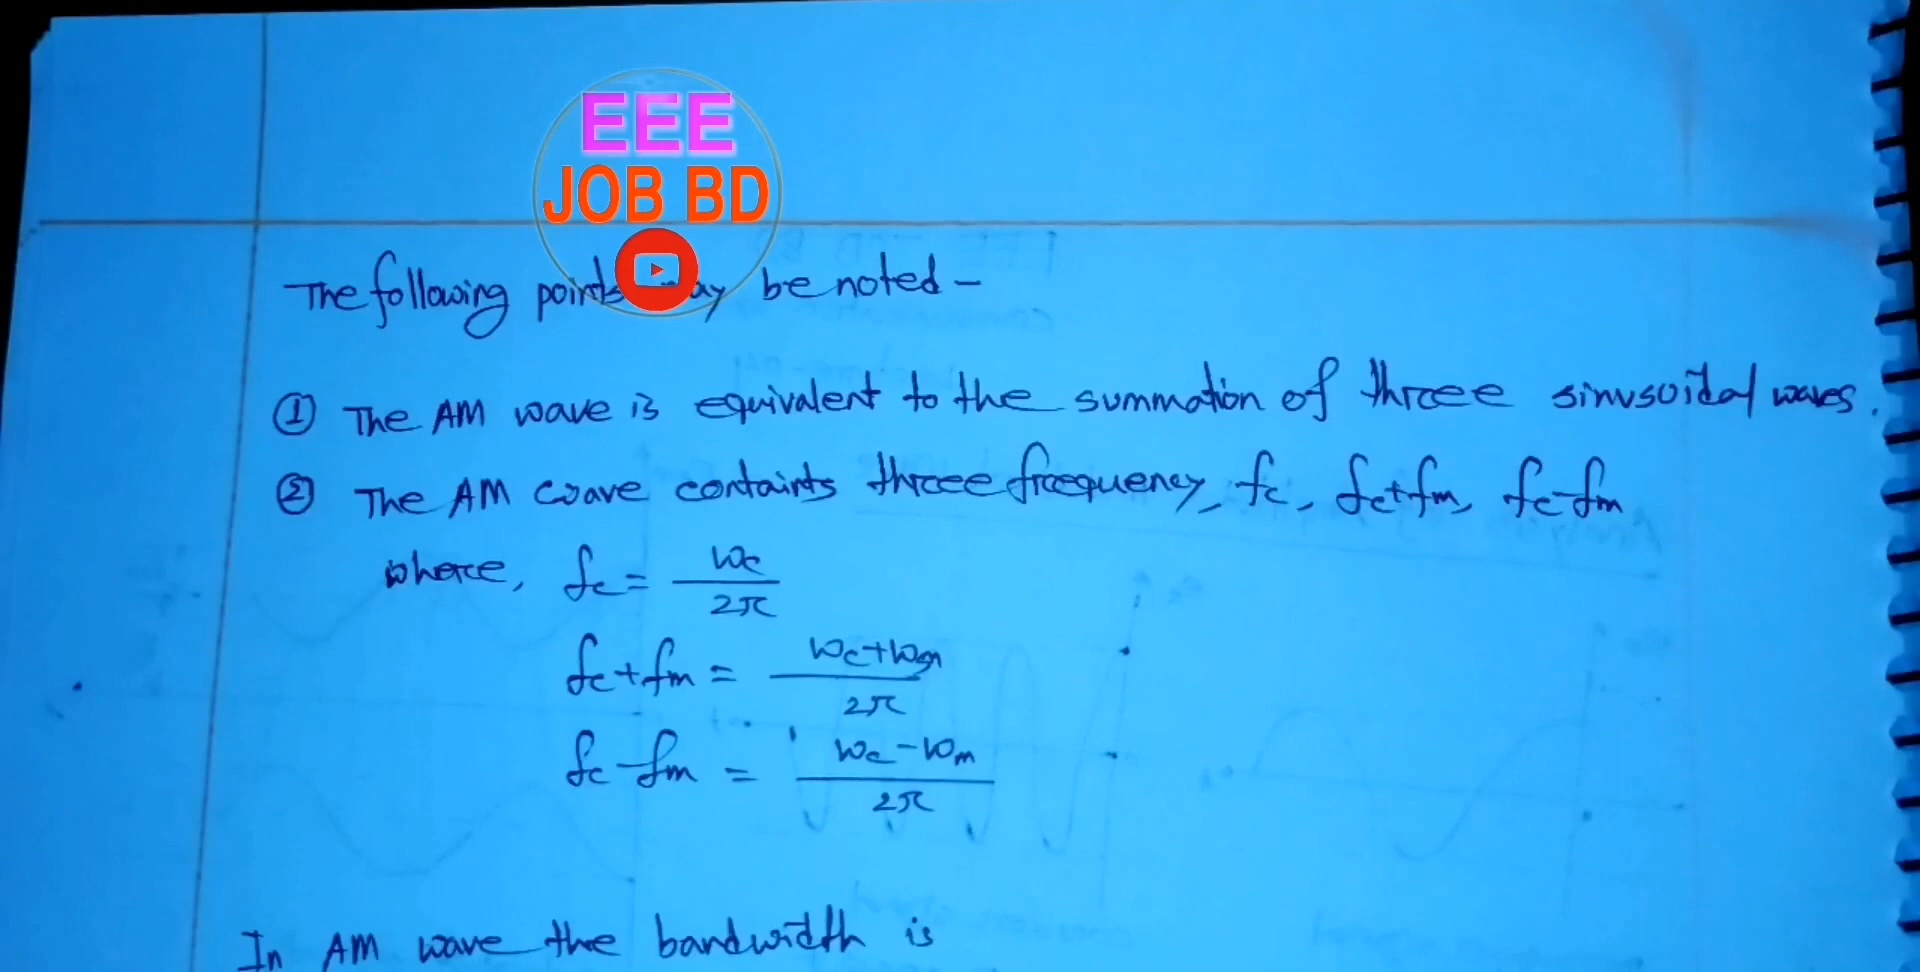 EEE
JOB BD
The following points may be noted -
① The AM wave is equivalent to the summation of three sinusoidal waves.
② The AM wave containts three frequency, fc, fc+fm, fc-fm
where, fc = wc / 2π
fc+fm = wc+wm / 2π
fc-fm = wc-wm / 2π
In AM wave the bandwidth is